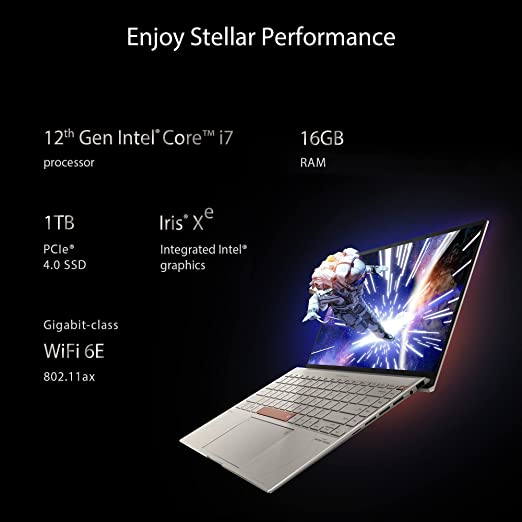 Enjoy Stellar Performance
12th Gen Intel® Core™ i7
processor
16GB
RAM
1TB
PCIe®
4.0 SSD
Iris® Xe
Integrated Intel®
graphics
Gigabit-class
WiFi 6E
802.11ax